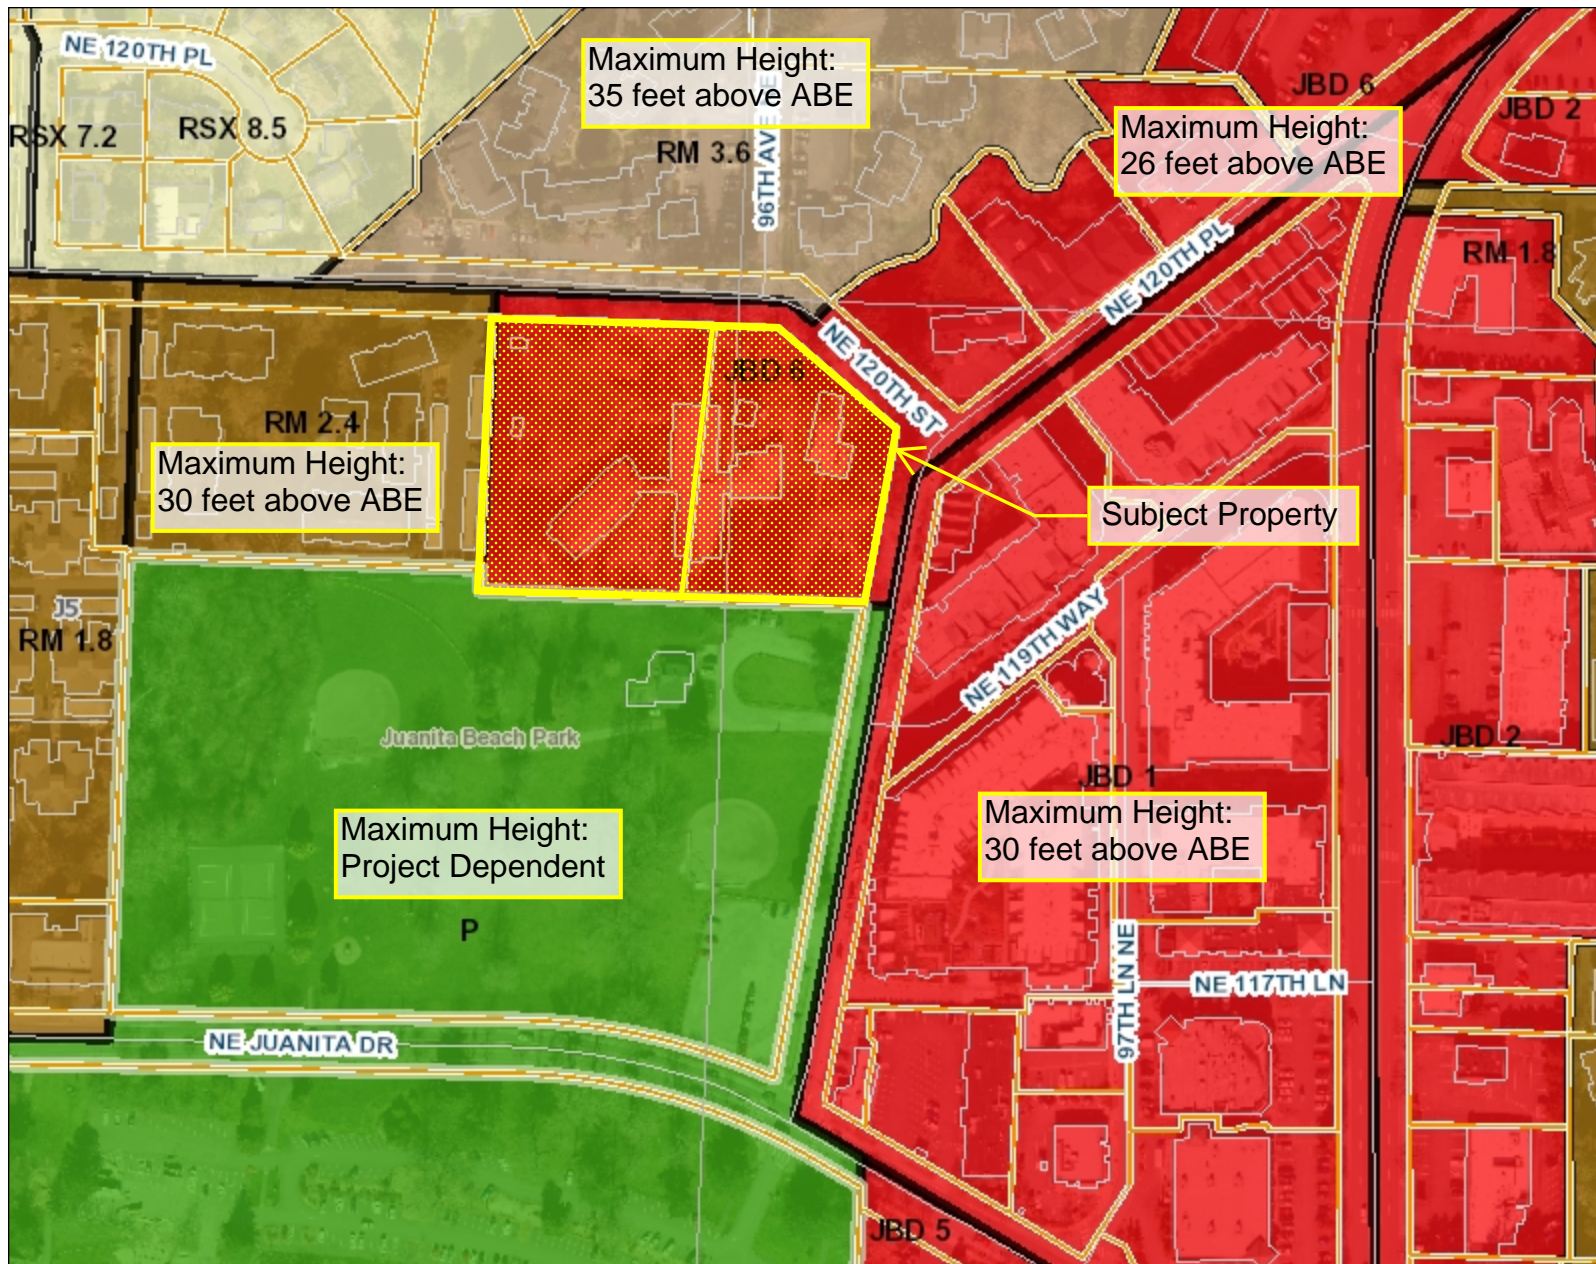 NE 120TH PL
Maximum Height:
35 feet above ABE
JBD 6
JBD 2
RSX 7.2
RSX 8.5
RM 3.6
96TH AVE
Maximum Height:
26 feet above ABE
NE 120TH PL
RM 1.8
NE 120TH ST
JBD 6
RM 2.4
Maximum Height:
30 feet above ABE
Subject Property
J5
RM 1.8
NE 119TH WAY
Juanita Beach Park
JBD 2
JBD 1
Maximum Height:
Project Dependent
Maximum Height:
30 feet above ABE
P
97TH LN NE
NE 117TH LN
NE JUANITA DR
JBD 5